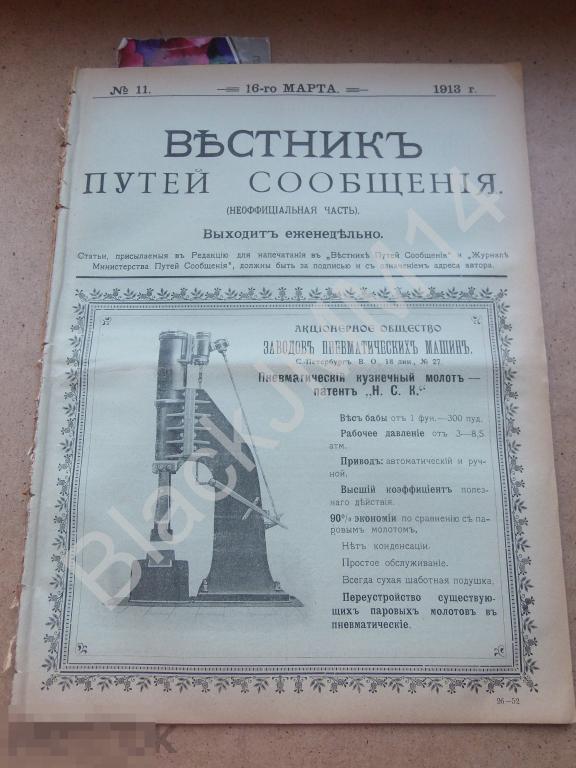 № 11.
16-го МАРТА.
1913 г.
ВѢСТНИКЪ
ПУТЕЙ СООБЩЕНІЯ.
(НЕОФФИЦІАЛЬНАЯ ЧАСТЬ).
Выходитъ еженедѣльно.
Статьи, присылаемыя въ Редакцію для напечатанія въ „Вѣстникѣ Путей Сообщенія" и „Журналѣ
Министерства Путей Сообщенія", должны быть за подписью и съ означеніемъ адреса автора.
АКЦІОНЕРНОЕ ОБЩЕСТВО
ЗАВОДОВЪ ПНЕВМАТИЧЕСКИХЪ МАШИНЪ.
С.-Петербургъ. В. О., 16 лин., № 27.
Пневматическій кузнечный молотъ—
патентъ „Н. С. К."
Вѣсъ бабы отъ 1 фун.—300 пуд.
Рабочее давленіе отъ 3—8,5
атм.
Приводъ: автоматическій и руч-
ной.
Высшій коэффиціентъ полез-
наго дѣйствія.
90% экономіи по сравненію съ па-
ровымъ молотомъ.
Нѣтъ конденсаціи.
Простое обслуживаніе.
Всегда сухая шаботная подушка.
Переустройство существую-
щихъ паровыхъ молотовъ въ
пневматическіе.
26—52
BlackJIM14